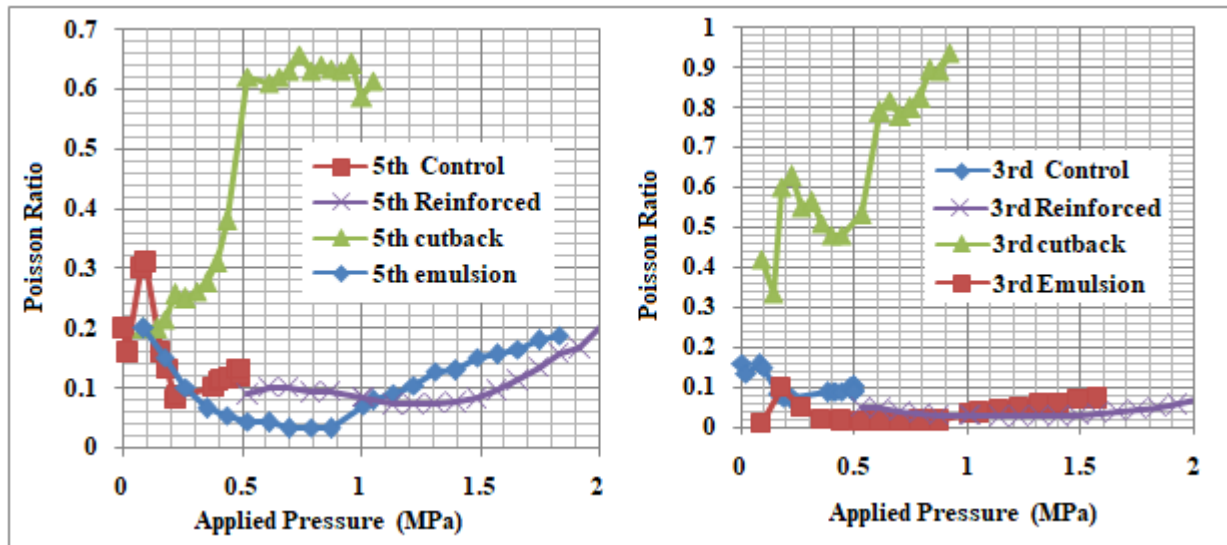 0.7
0.6
0.5
0.4
0.3
0.2
0.1
0
Poisson Ratio
5th Control
5th Reinforced
5th cutback
5th emulsion
0
0.5
1
1.5
2
Applied Pressure (MPa)
1
0.9
0.8
0.7
0.6
0.5
0.4
0.3
0.2
0.1
0
Poisson Ratio
3rd Control
3rd Reinforced
3rd cutback
3rd Emulsion
0
0.5
1
1.5
2
Applied Pressure (MPa)